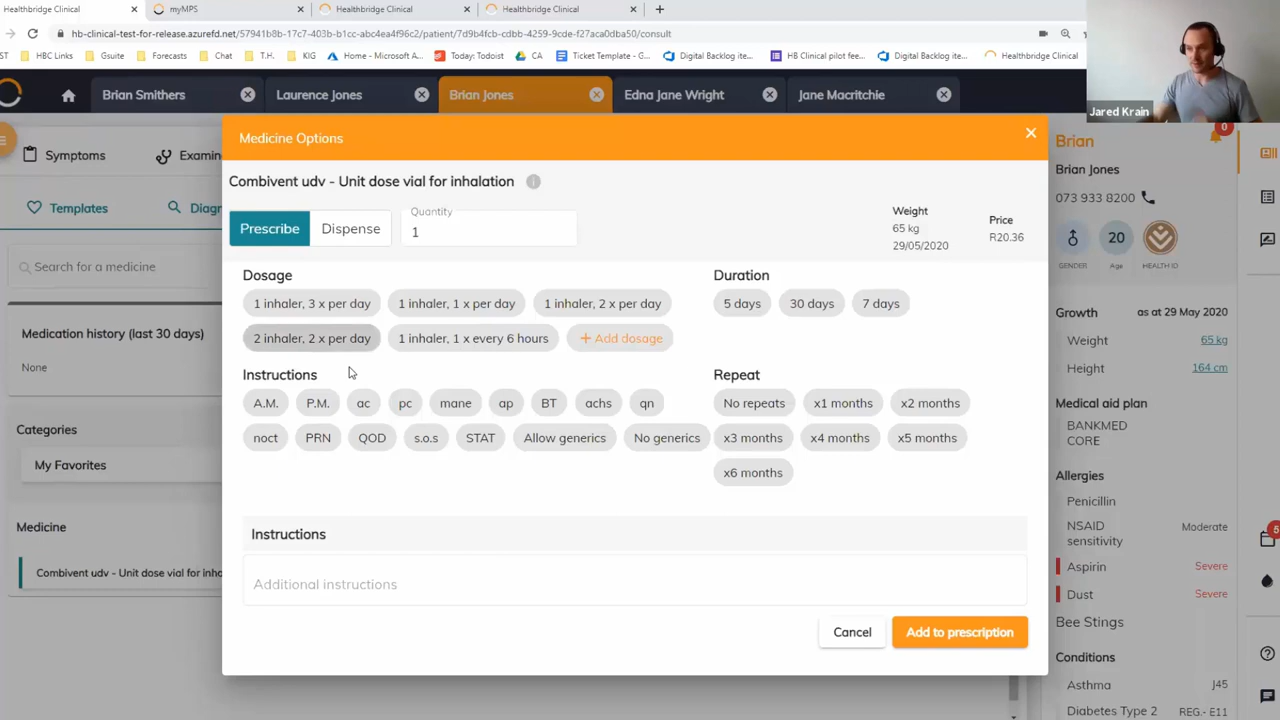 Healthbridge Clinical
myMPS
Healthbridge Clinical
Healthbridge Clinical
hb-clinical-test-for-release.azurefd.net/57941b8b-17c7-403b-b1cc-abc4ea4f96c2/patient/7d9b4fcb-cdbb-4259-9cde-f27aca0dba50/consult
ST
HBC Links
Gsuite
Forecasts
Chat
T.H.
KIG
Home - Microsoft A...
Today: Todoist
CA
Ticket Template - G...
Digital Backlog ite...
HB Clinical pilot fee...
Digital Backlog ite...
Healthbridge Clinical
Jared Krain
Brian Smithers
Laurence Jones
Brian Jones
Edna Jane Wright
Jane Macritchie
Symptoms
Examin
Templates
Diagn
Search for a medicine
Medication history (last 30 days)
None
Categories
My Favorites
Medicine
Combivent udv - Unit dose vial for inha
Medicine Options
Combivent udv - Unit dose vial for inhalation
Prescribe
Dispense
Quantity
1
Weight
65 kg
29/05/2020
Price
R20.36
Dosage
1 inhaler, 3 x per day
1 inhaler, 1 x per day
1 inhaler, 2 x per day
2 inhaler, 2 x per day
1 inhaler, 1 x every 6 hours
+ Add dosage
Duration
5 days
30 days
7 days
Instructions
A.M.
P.M.
ac
pc
mane
ap
BT
achs
qn
noct
PRN
QOD
s.o.s
STAT
Allow generics
No generics
Repeat
No repeats
x1 months
x2 months
x3 months
x4 months
x5 months
x6 months
Instructions
Additional instructions
Cancel
Add to prescription
Brian
0
Brian Jones
073 933 8200
20
GENDER
Age
HEALTH ID
Growth
as at 29 May 2020
Weight
65 kg
Height
164 cm
Medical aid plan
BANKMED
CORE
Allergies
Penicillin
NSAID
sensitivity
Moderate
Aspirin
Severe
Dust
Severe
Bee Stings
Conditions
Asthma
J45
Diabetes Type 2
REG.- E11
5